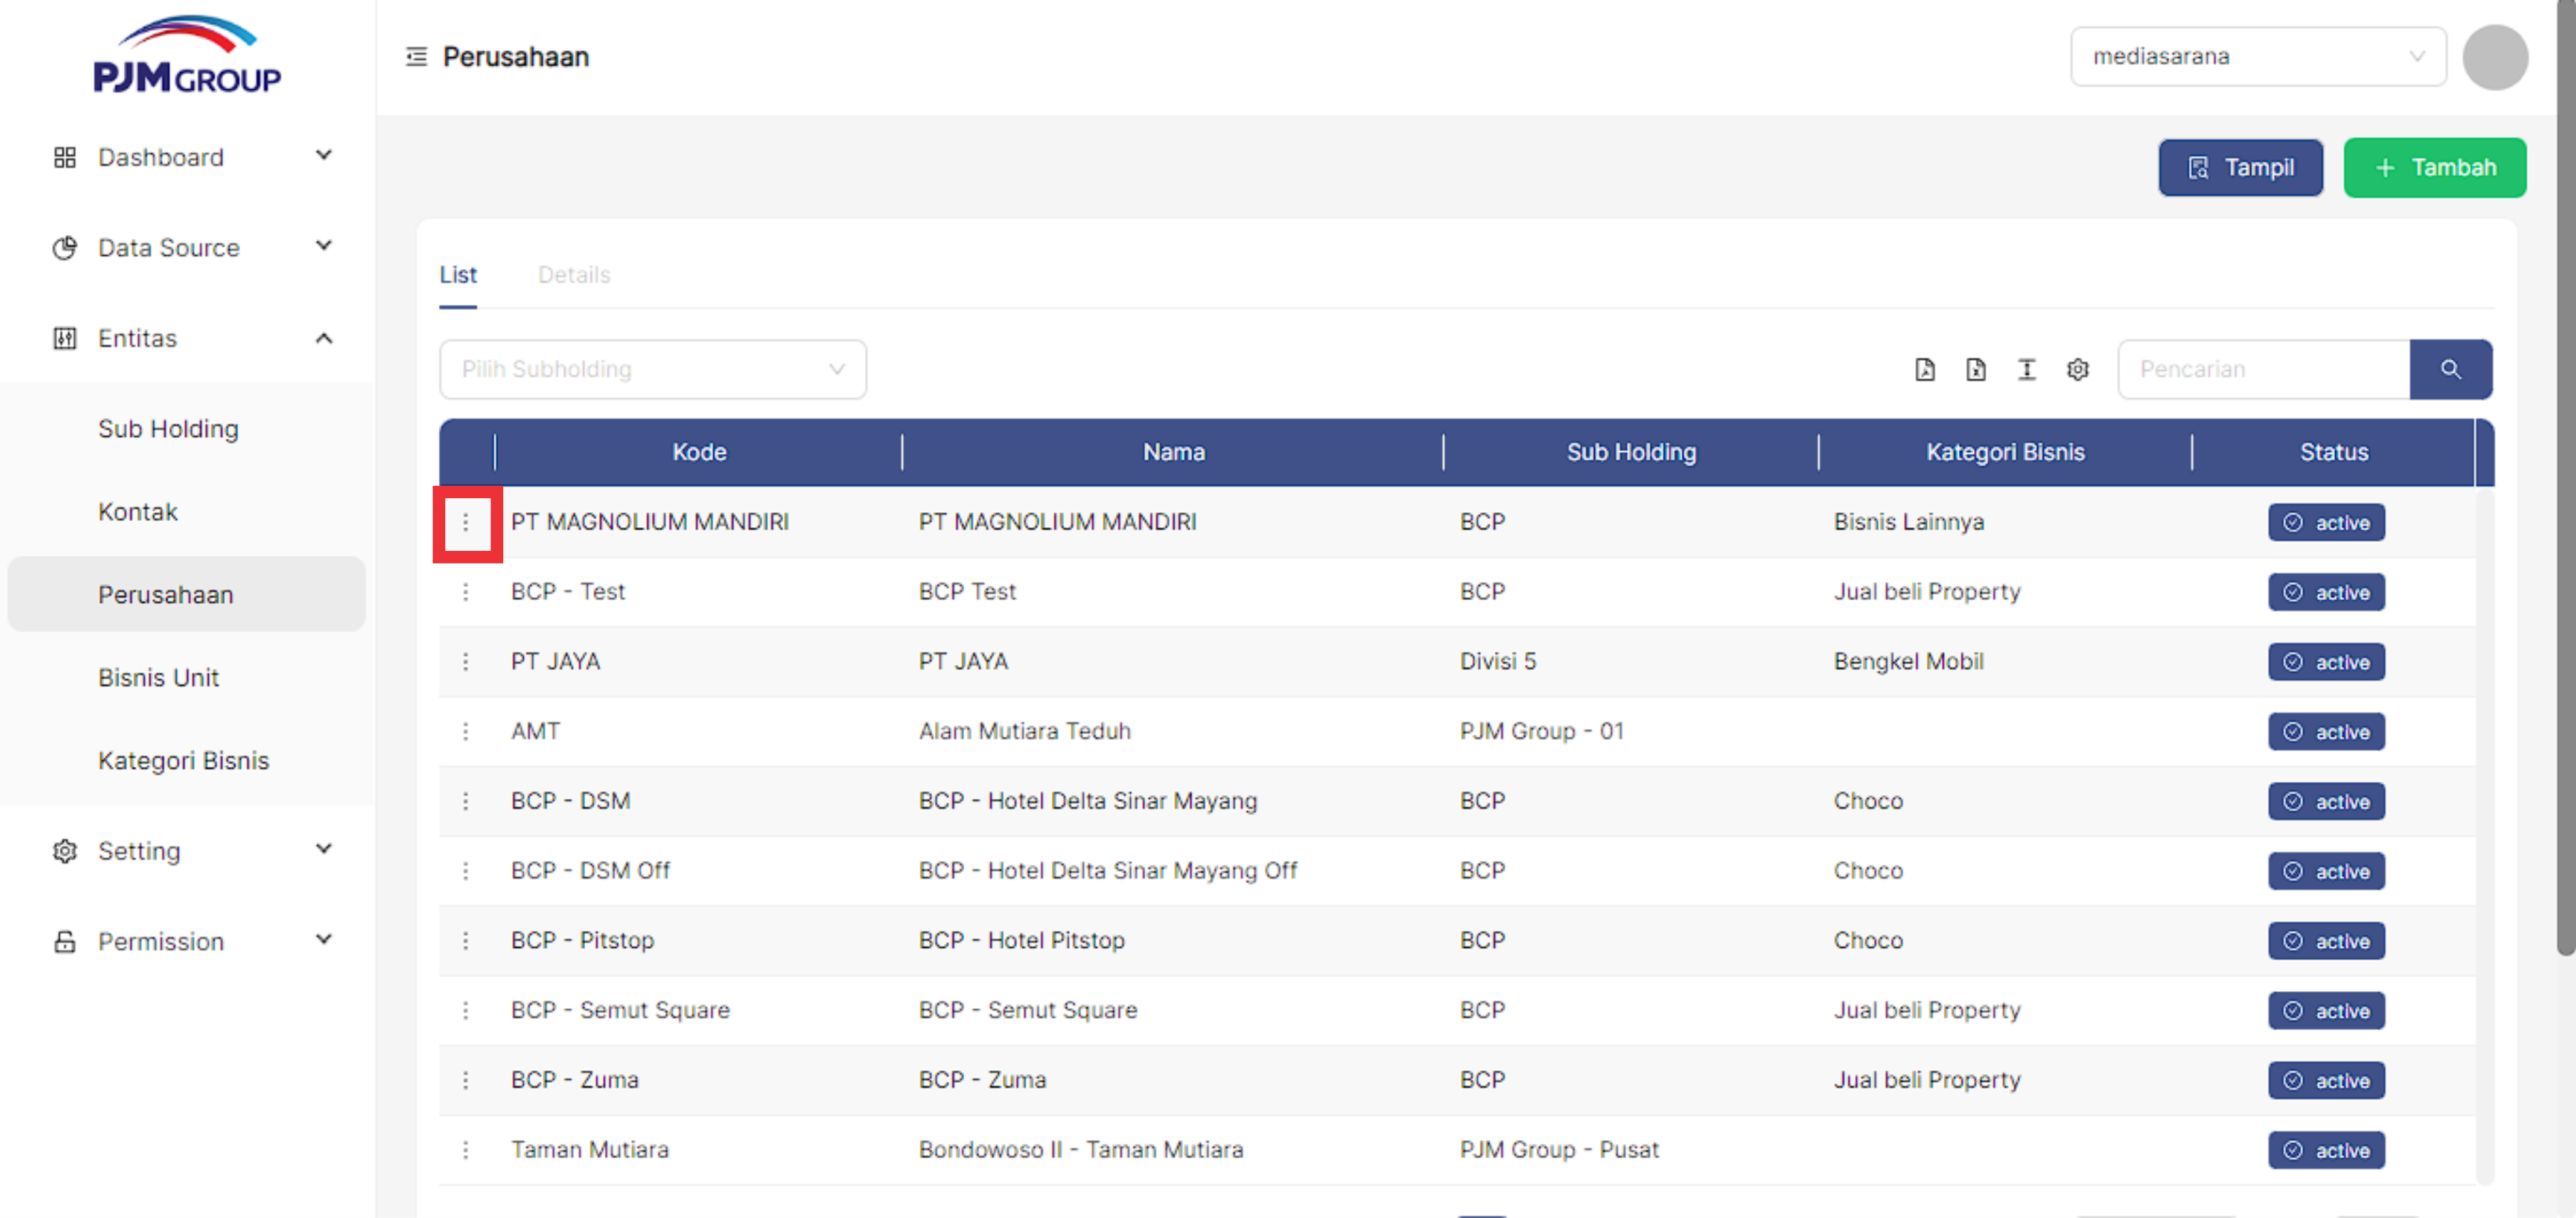 PJM GROUP
Perusahaan
mediasarana
Dashboard
Tampil
Tambah
Data Source
List
Details
Entitas
Pilih Subholding
Pencarian
Sub Holding
Kontak
Perusahaan
Bisnis Unit
Kategori Bisnis
Setting
Permission
Kode Nama Sub Holding Kategori Bisnis Status
PT MAGNOLIUM MANDIRI PT MAGNOLIUM MANDIRI BCP Bisnis Lainnya active
BCP - Test BCP Test BCP Jual beli Property active
PT JAYA PT JAYA Divisi 5 Bengkel Mobil active
AMT Alam Mutiara Teduh PJM Group - 01 active
BCP - DSM BCP - Hotel Delta Sinar Mayang BCP Choco active
BCP - DSM Off BCP - Hotel Delta Sinar Mayang Off BCP Choco active
BCP - Pitstop BCP - Hotel Pitstop BCP Choco active
BCP - Semut Square BCP - Semut Square BCP Jual beli Property active
BCP - Zuma BCP - Zuma BCP Jual beli Property active
Taman Mutiara Bondowoso II - Taman Mutiara PJM Group - Pusat active